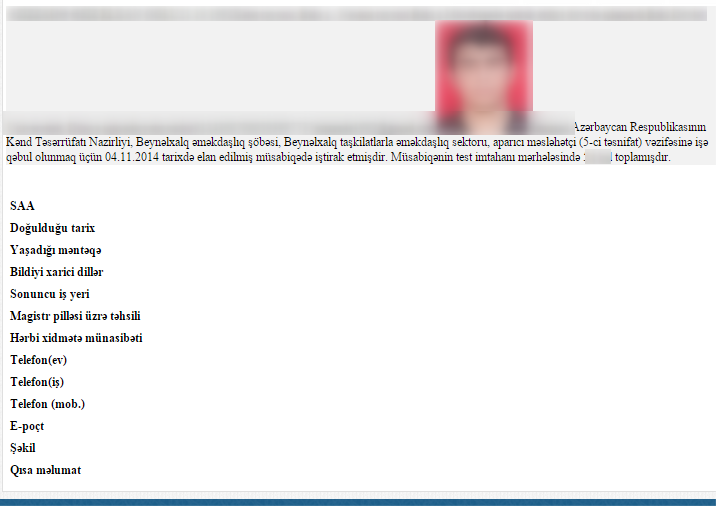 Azərbaycan Respublikasının
Kənd Təsərrüfatı Nazirliyi, Beynəlxalq əməkdaşlıq şöbəsi, Beynəlxalq təşkilatlarla əməkdaşlıq sektoru, aparıcı məsləhətçi (5-ci təsnifat) vəzifəsinə işə
qəbul olunmaq üçün 04.11.2014 tarixdə elan edilmiş müsabiqədə iştirak etmişdir. Müsabiqənin test imtahanı mərhələsində toplamışdır.
SAA
Doğulduğu tarix
Yaşadığı məntəqə
Bildiyi xarici dillər
Sonuncu iş yeri
Magistr pilləsi üzrə təhsili
Hərbi xidmətə münasibəti
Telefon(ev)
Telefon(iş)
Telefon (mob.)
E-poçt
Şəkil
Qısa məlumat